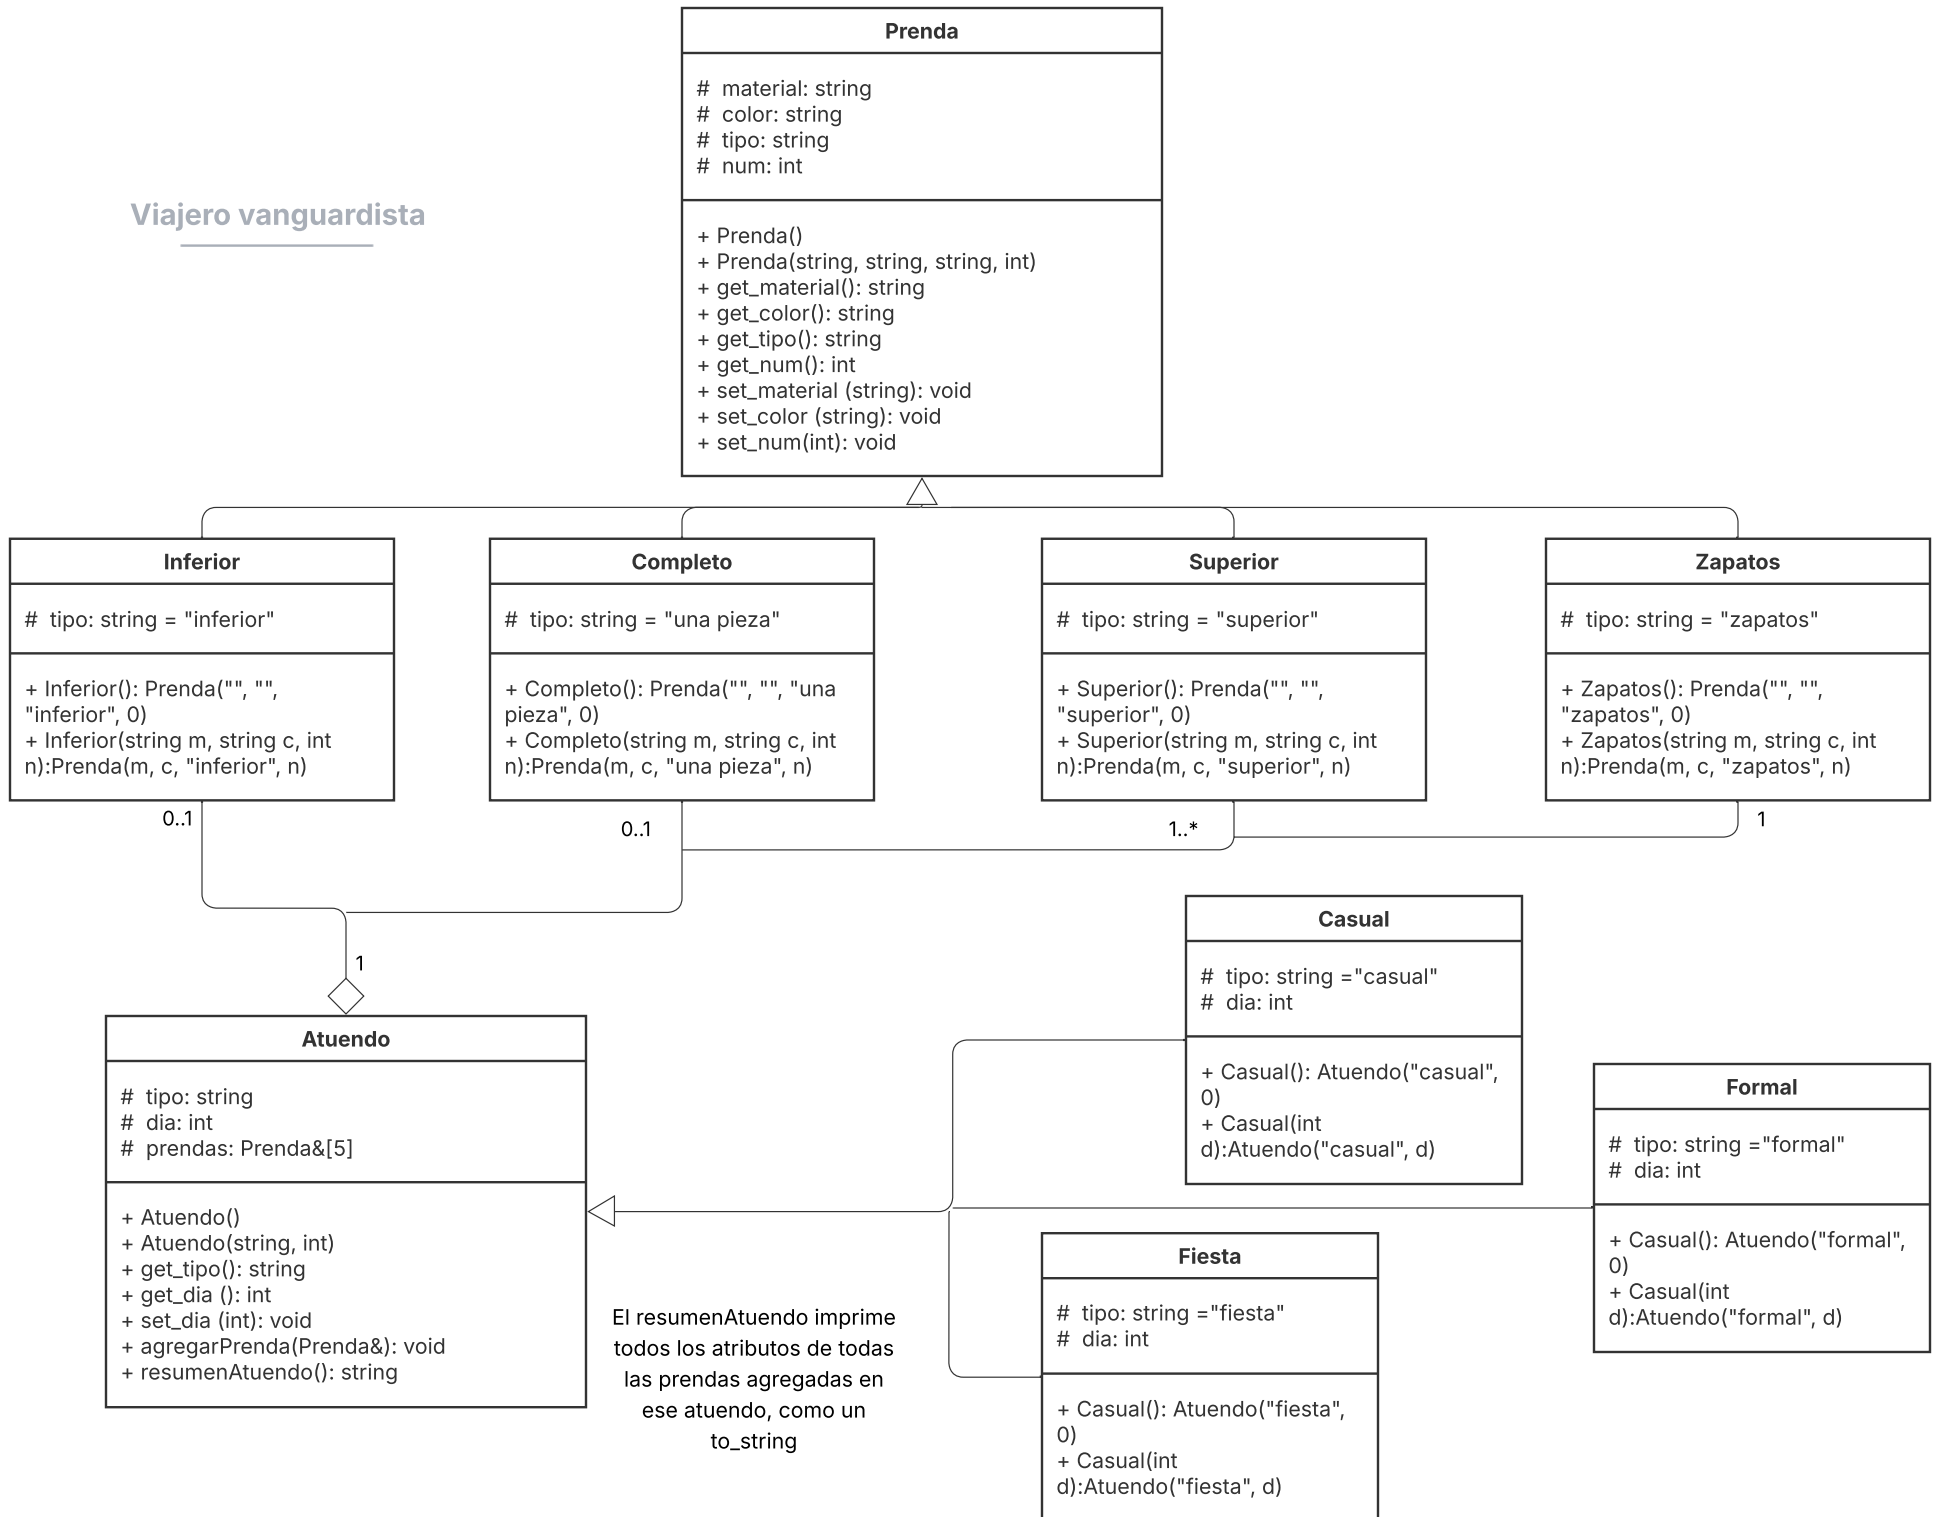 Prenda
# material: string
# color: string
# tipo: string
# num: int
+ Prenda()
+ Prenda(string, string, string, int)
+ get_material(): string
+ get_color(): string
+ get_tipo(): string
+ get_num(): int
+ set_material (string): void
+ set_color (string): void
+ set_num(int): void
Viajero vanguardista
Inferior
# tipo: string = "inferior"
+ Inferior(): Prenda("", "",
"inferior", 0)
+ Inferior(string m, string c, int
n):Prenda(m, c, "inferior", n)
0..1
Completo
# tipo: string = "una pieza"
+ Completo(): Prenda("", "", "una
pieza", 0)
+ Completo(string m, string c, int
n):Prenda(m, c, "una pieza", n)
0..1
Superior
# tipo: string = "superior"
+ Superior(): Prenda("", "",
"superior", 0)
+ Superior(string m, string c, int
n):Prenda(m, c, "superior", n)
1..*
Zapatos
# tipo: string = "zapatos"
+ Zapatos(): Prenda("", "",
"zapatos", 0)
+ Zapatos(string m, string c, int
n):Prenda(m, c, "zapatos", n)
1
1
Atuendo
# tipo: string
# dia: int
# prendas: Prenda&[5]
+ Atuendo()
+ Atuendo(string, int)
+ get_tipo(): string
+ get_dia (): int
+ set_dia (int): void
+ agregarPrenda(Prenda&): void
+ resumenAtuendo(): string
El resumenAtuendo imprime
todos los atributos de todas
las prendas agregadas en
ese atuendo, como un
to_string
Casual
# tipo: string ="casual"
# dia: int
+ Casual(): Atuendo("casual",
0)
+ Casual(int
d):Atuendo("casual", d)
Formal
# tipo: string ="formal"
# dia: int
+ Casual(): Atuendo("formal",
0)
+ Casual(int
d):Atuendo("formal", d)
Fiesta
# tipo: string ="fiesta"
# dia: int
+ Casual(): Atuendo("fiesta",
0)
+ Casual(int
d):Atuendo("fiesta", d)